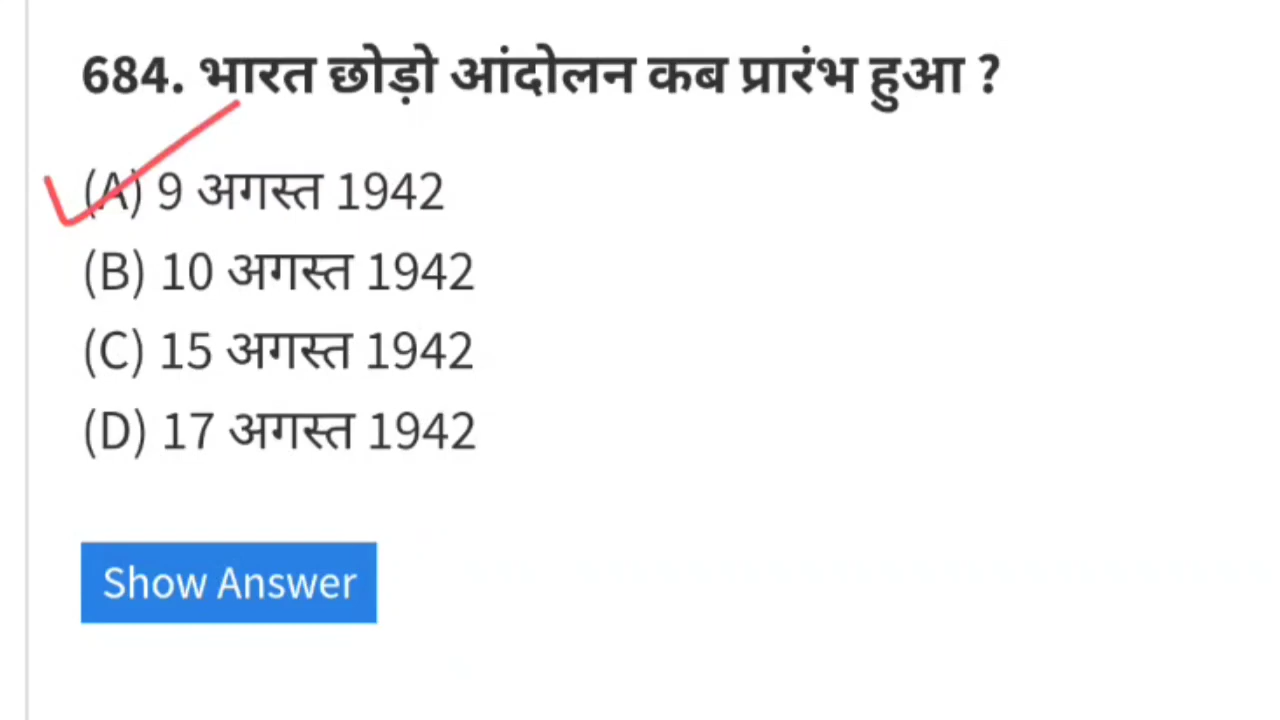 684. भारत छोड़ो आंदोलन कब प्रारंभ हुआ ?
(A) 9 अगस्त 1942
(B) 10 अगस्त 1942
(C) 15 अगस्त 1942
(D) 17 अगस्त 1942
Show Answer